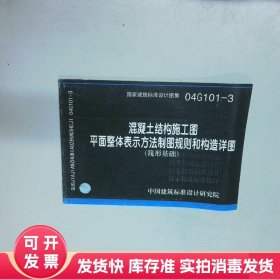 国家建筑标准设计图集 04G101-3
混凝土结构施工图
平面整体表示方法制图规则和构造详图
(筏形基础)
中国建筑标准设计研究院
可开发票
发货快 库存准 实拍当天发